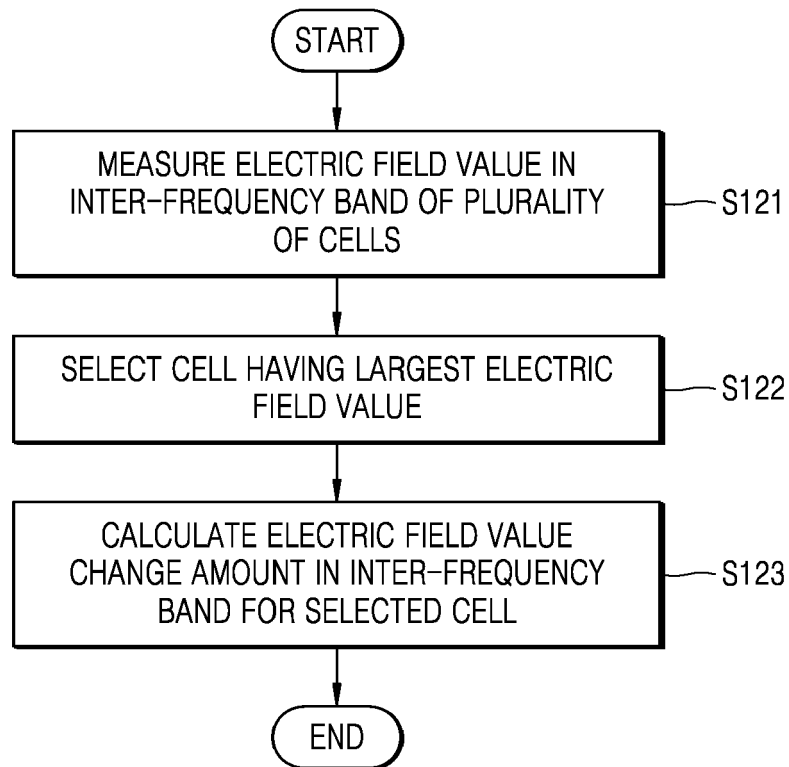 START
MEASURE ELECTRIC FIELD VALUE IN
INTER-FREQUENCY BAND OF PLURALITY
OF CELLS
S121
SELECT CELL HAVING LARGEST ELECTRIC
FIELD VALUE
S122
CALCULATE ELECTRIC FIELD VALUE
CHANGE AMOUNT IN INTER-FREQUENCY
BAND FOR SELECTED CELL
S123
END